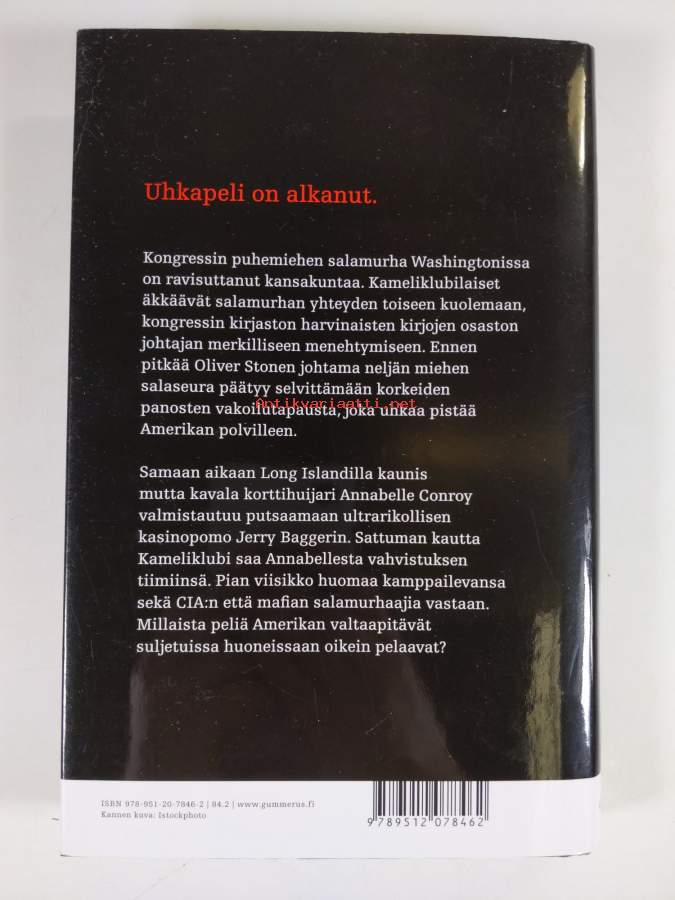 Uhkapeli on alkanut.
Kongressin puhemiehen salamurha Washingtonissa
on ravisuttanut kansakuntaa. Kameliklubilaiset
äkkäävät salamurhan yhteyden toiseen kuolemaan,
kongressin kirjaston harvinaisten kirjojen osaston
johtajan merkilliseen menehtymiseen. Ennen
pitkää Oliver Stonen johtama neljän miehen
salaseura päätyy selvittämään korkeiden
panosten vakoilutapausta, joka uhkaa pistää
Antikvariaatti.net
Amerikan polvilleen.
Samaan aikaan Long Islandilla kaunis
mutta kavala korttihuijari Annabelle Conroy
valmistautuu putsaamaan ultrarikollisen
kasinopomo Jerry Baggerin. Sattuman kautta
Kameliklubi saa Annabellesta vahvistuksen
tiimiinsä. Pian viisikko huomaa kamppailevansa
sekä CIA:n että mafian salamurhaajia vastaan.
Millaista peliä Amerikan valtaapitävät
suljetuissa huoneissaan oikein pelaavat?
ISBN 978-951-20-7846-2 | 84.2 | www.gummerus.fi
Kannen kuva: Istockphoto
9 789512 078462